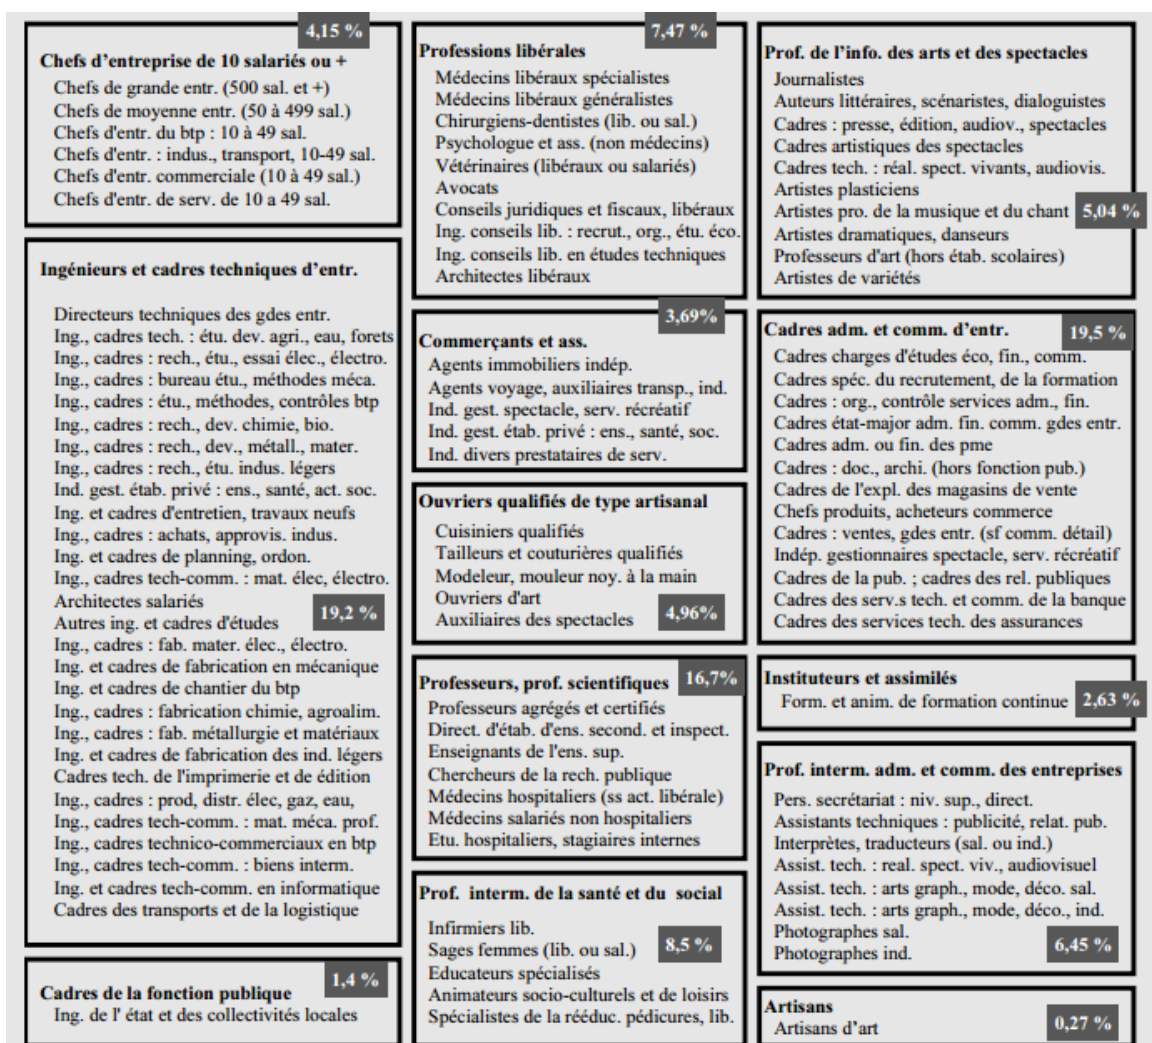 4,15 %
Chefs d'entreprise de 10 salariés ou +
Chefs de grande entr. (500 sal. et +)
Chefs de moyenne entr. (50 à 499 sal.)
Chefs d'entr. du btp : 10 à 49 sal.
Chefs d'entr. : indus., transport, 10-49 sal.
Chefs d'entr. commerciale (10 à 49 sal.)
Chefs d'entr. de serv. de 10 a 49 sal.
Ingénieurs et cadres techniques d'entr.
Directeurs techniques des gdes entr.
Ing., cadres tech. : étu. dev. agri., eau, forets
Ing., cadres : rech., étu., essai élec., électro.
Ing., cadres : bureau étu., méthodes méca.
Ing., cadres : étu., méthodes, contrôles btp
Ing., cadres : rech., dev. chimie, bio.
Ing., cadres : rech., dev., métall., mater.
Ing., cadres : rech., étu. indus. légers
Ind. gest. étab. privé : ens., santé, act. soc.
Ing. et cadres d'entretien, travaux neufs
Ing., cadres : achats, approvis. indus.
Ing. et cadres de planning, ordon.
Ing., cadres tech-comm. : mat. élec, électro.
Architectes salariés
19,2 %
Autres ing. et cadres d'études
Ing., cadres : fab. mater. élec., électro.
Ing. et cadres de fabrication en mécanique
Ing. et cadres de chantier du btp
Ing., cadres : fabrication chimie, agroalim.
Ing., cadres : fab. métallurgie et matériaux
Ing. et cadres de fabrication des ind. légers
Cadres tech. de l'imprimerie et de édition
Ing., cadres : prod, distr. élec, gaz, eau,
Ing., cadres tech-comm. : mat. méca. prof.
Ing., cadres technico-commerciaux en btp
Ing., cadres tech-comm. : biens interm.
Ing. et cadres tech-comm. en informatique
Cadres des transports et de la logistique
1,4 %
Cadres de la fonction publique
Ing. de l' état et des collectivités locales
7,47 %
Professions libérales
Médecins libéraux spécialistes
Médecins libéraux généralistes
Chirurgiens-dentistes (lib. ou sal.)
Psychologue et ass. (non médecins)
Vétérinaires (libéraux ou salariés)
Avocats
Conseils juridiques et fiscaux, libéraux
Ing. conseils lib. : recrut., org., étu. éco.
Ing. conseils lib. en études techniques
Architectes libéraux
3,69%
Commerçants et ass.
Agents immobiliers indép.
Agents voyage, auxiliaires transp., ind.
Ind. gest. spectacle, serv. récréatif
Ind. gest. étab. privé : ens., santé, soc.
Ind. divers prestataires de serv.
Ouvriers qualifiés de type artisanal
Cuisiniers qualifiés
Tailleurs et couturières qualifiés
Modeleur, mouleur noy. à la main
Ouvriers d'art
Auxiliaires des spectacles
4,96%
Professeurs, prof. scientifiques
16,7%
Professeurs agrégés et certifiés
Direct. d'étab. d'ens. second. et inspect.
Enseignants de l'ens. sup.
Chercheurs de la rech. publique
Médecins hospitaliers (ss act. libérale)
Médecins salariés non hospitaliers
Etu. hospitaliers, stagiaires internes
Prof. interm. de la santé et du social
Infirmiers lib.
Sages femmes (lib. ou sal.)
8,5 %
Educateurs spécialisés
Animateurs socio-culturels et de loisirs
Spécialistes de la rééduc. pédicures, lib.
Prof. de l'info. des arts et des spectacles
Journalistes
Auteurs littéraires, scénaristes, dialoguistes
Cadres : presse, édition, audiov., spectacles
Cadres artistiques des spectacles
Cadres tech. : réal. spect. vivants, audiovis.
Artistes plasticiens
Artistes pro. de la musique et du chant
5,04 %
Artistes dramatiques, danseurs
Professeurs d'art (hors étab. scolaires)
Artistes de variétés
Cadres adm. et comm. d'entr.
19,5 %
Cadres charges d'études éco, fin., comm.
Cadres spéc. du recrutement, de la formation
Cadres : org., contrôle services adm., fin.
Cadres état-major adm. fin. comm. gdes entr.
Cadres adm. ou fin. des pme
Cadres : doc., archi. (hors fonction pub.)
Cadres de l'expl. des magasins de vente
Chefs produits, acheteurs commerce
Cadres : ventes, gdes entr. (sf comm. détail)
Indép. gestionnaires spectacle, serv. récréatif
Cadres de la pub. ; cadres des rel. publiques
Cadres des serv.s tech. et comm. de la banque
Cadres des services tech. des assurances
Instituteurs et assimilés
Form. et anim. de formation continue
2,63 %
Prof. interm. adm. et comm. des entreprises
Pers. secrétariat : niv. sup., direct.
Assistants techniques : publicité, relat. pub.
Interprètes, traducteurs (sal. ou ind.)
Assist. tech. : real. spect. viv., audiovisuel
Assist. tech. : arts graph., mode, déco. sal.
Assist. tech. : arts graph., mode, déco., ind.
Photographes sal.
Photographes ind.
6,45 %
Artisans
Artisans d'art
0,27 %